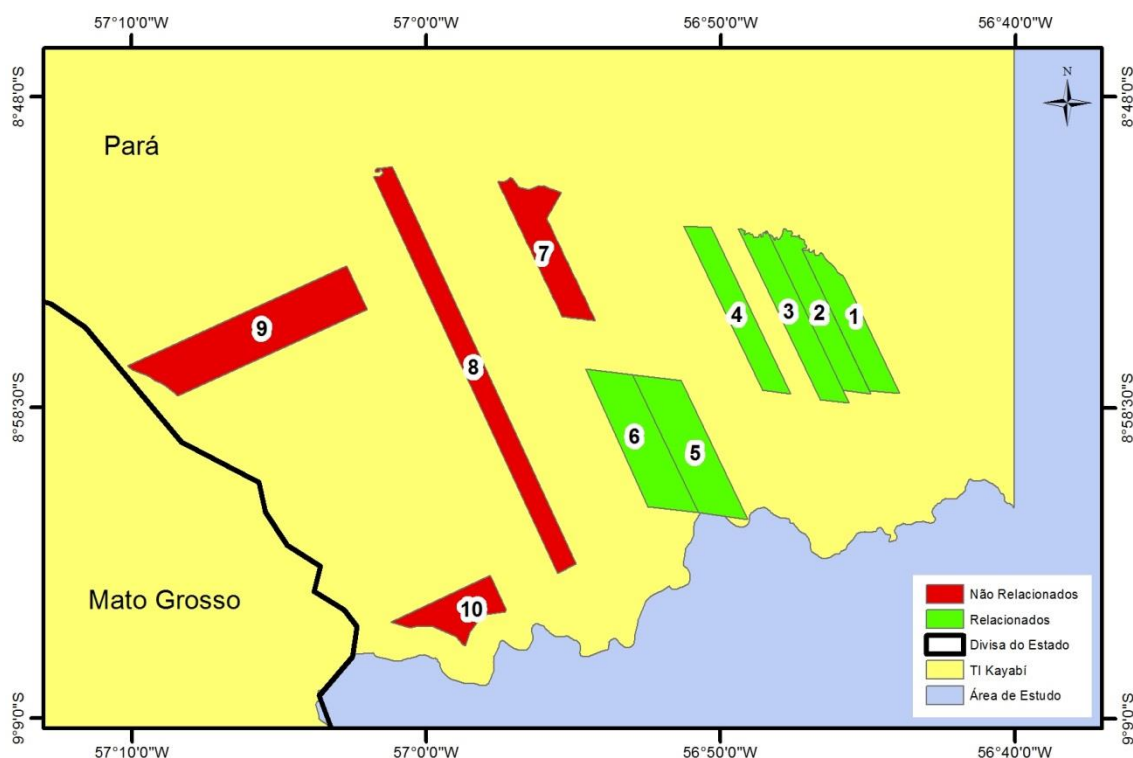 57°10'0"W 57°0'0"W 56°50'0"W 56°40'0"W
N
8°48'0"S 8°48'0"S
Pará
7
9
4 3 2 1
8
8°58'30"S 8°58'30"S
6 5
Mato Grosso
10
Não Relacionados
Relacionados
Divisa do Estado
TI Kayabí
Área de Estudo
9°9'0"S 9°9'0"S
57°10'0"W 57°0'0"W 56°50'0"W 56°40'0"W